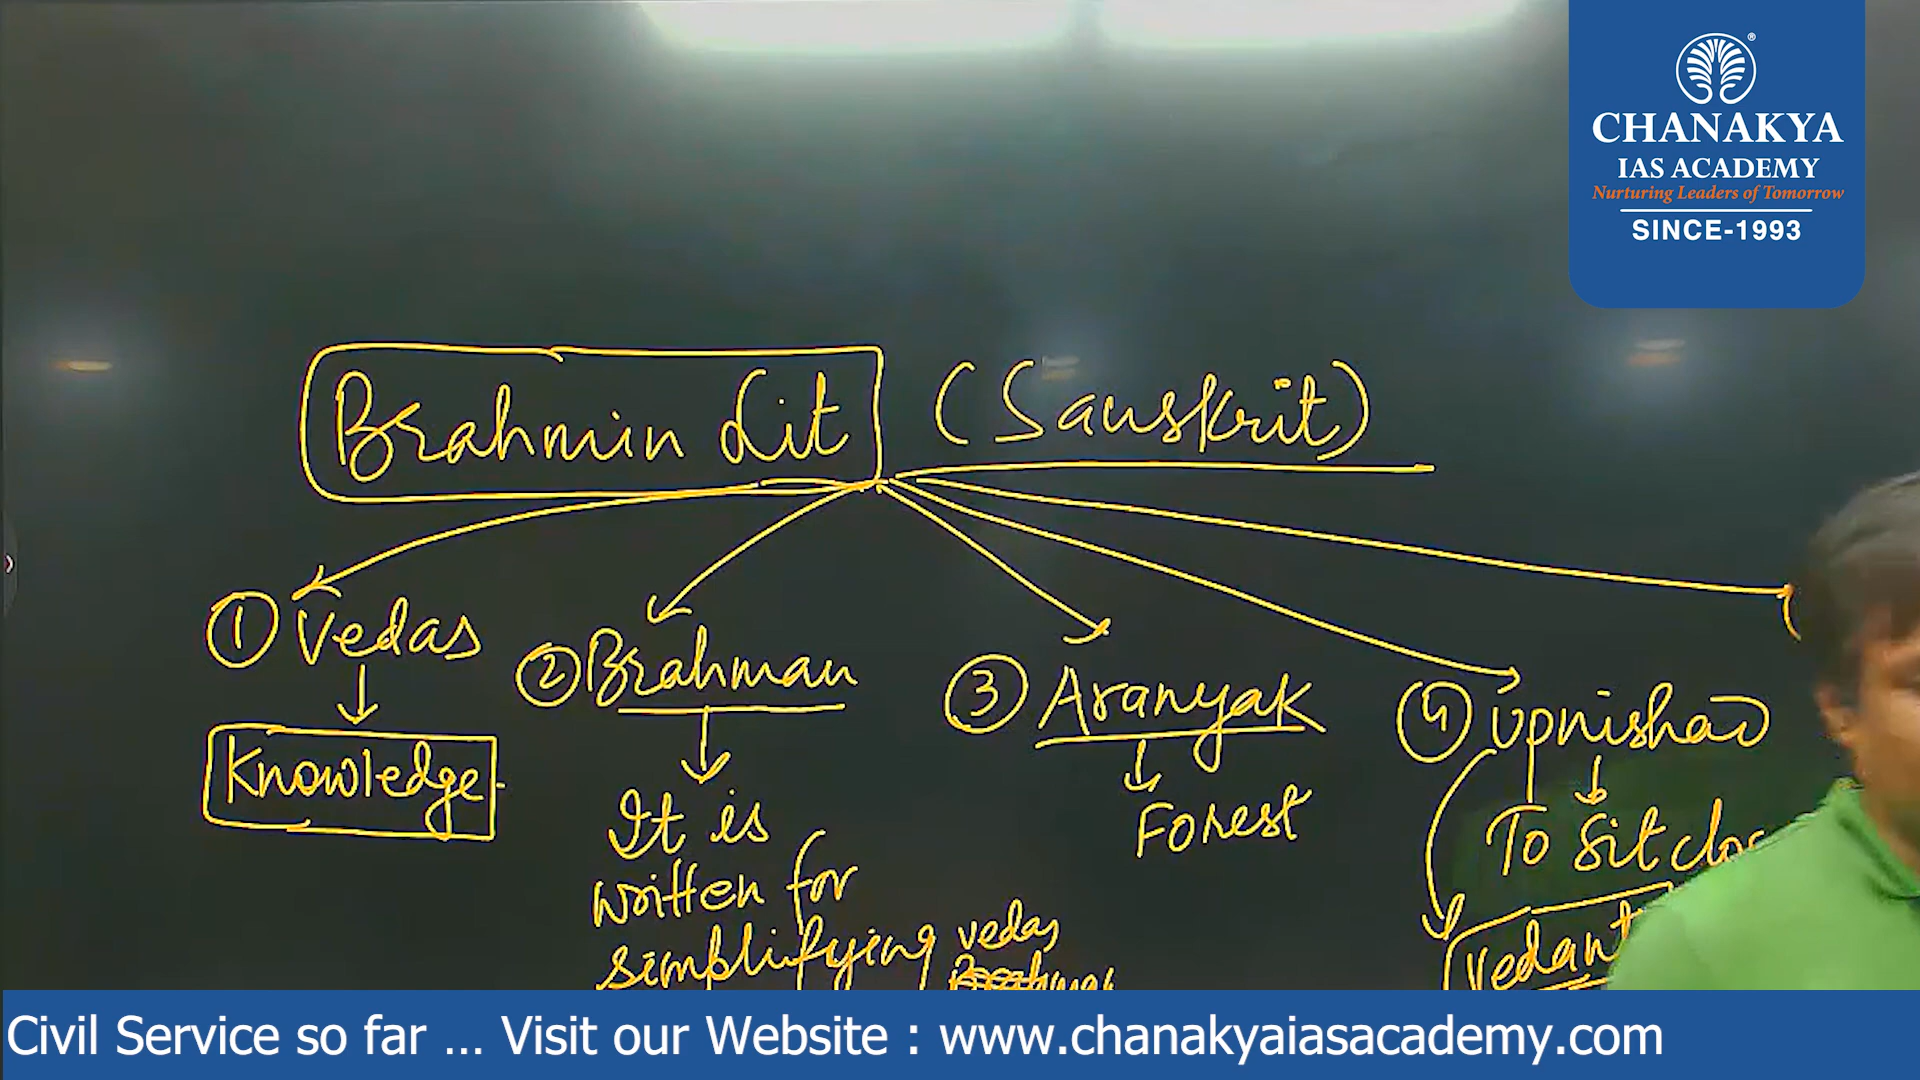 CHANAKYA
IAS ACADEMY
Nurturing Leaders of Tomorrow
SINCE-1993
Brahmin Lit (Sanskrit)
① Vedas
② Brahman
③ Aranyak
④ Upnishad
Knowledge
It is
written for
simplifying vedas
Forest
To Sit
Civil Service so far ... Visit our Website : www.chanakyaiasacademy.com